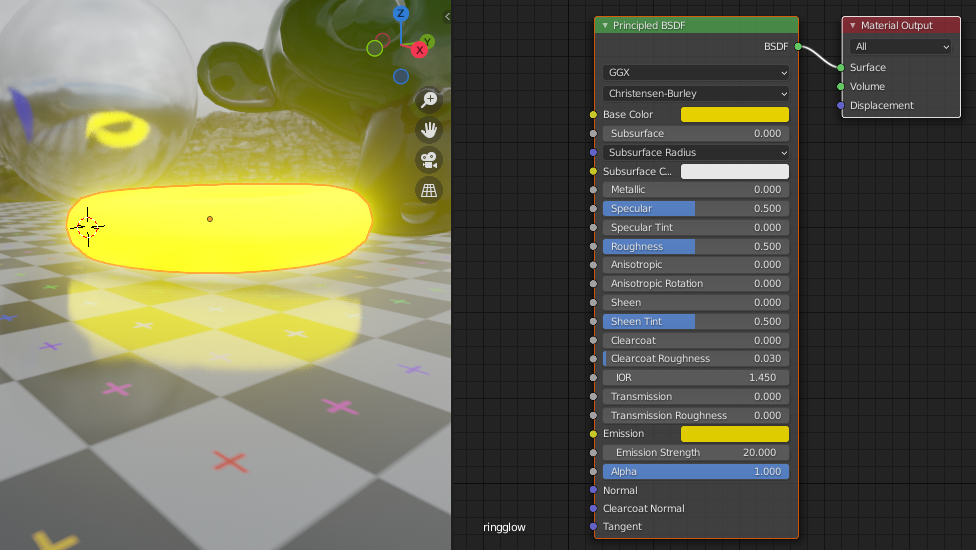 Z
Y
X
Principled BSDF
BSDF
GGX
Christensen-Burley
Base Color
Subsurface 0.000
Subsurface Radius
Subsurface C...
Metallic 0.000
Specular 0.500
Specular Tint 0.000
Roughness 0.500
Anisotropic 0.000
Anisotropic Rotation 0.000
Sheen 0.000
Sheen Tint 0.500
Clearcoat 0.000
Clearcoat Roughness 0.030
IOR 1.450
Transmission 0.000
Transmission Roughness 0.000
Emission
Emission Strength 20.000
Alpha 1.000
Normal
Clearcoat Normal
Tangent
Material Output
All
Surface
Volume
Displacement
ringglow